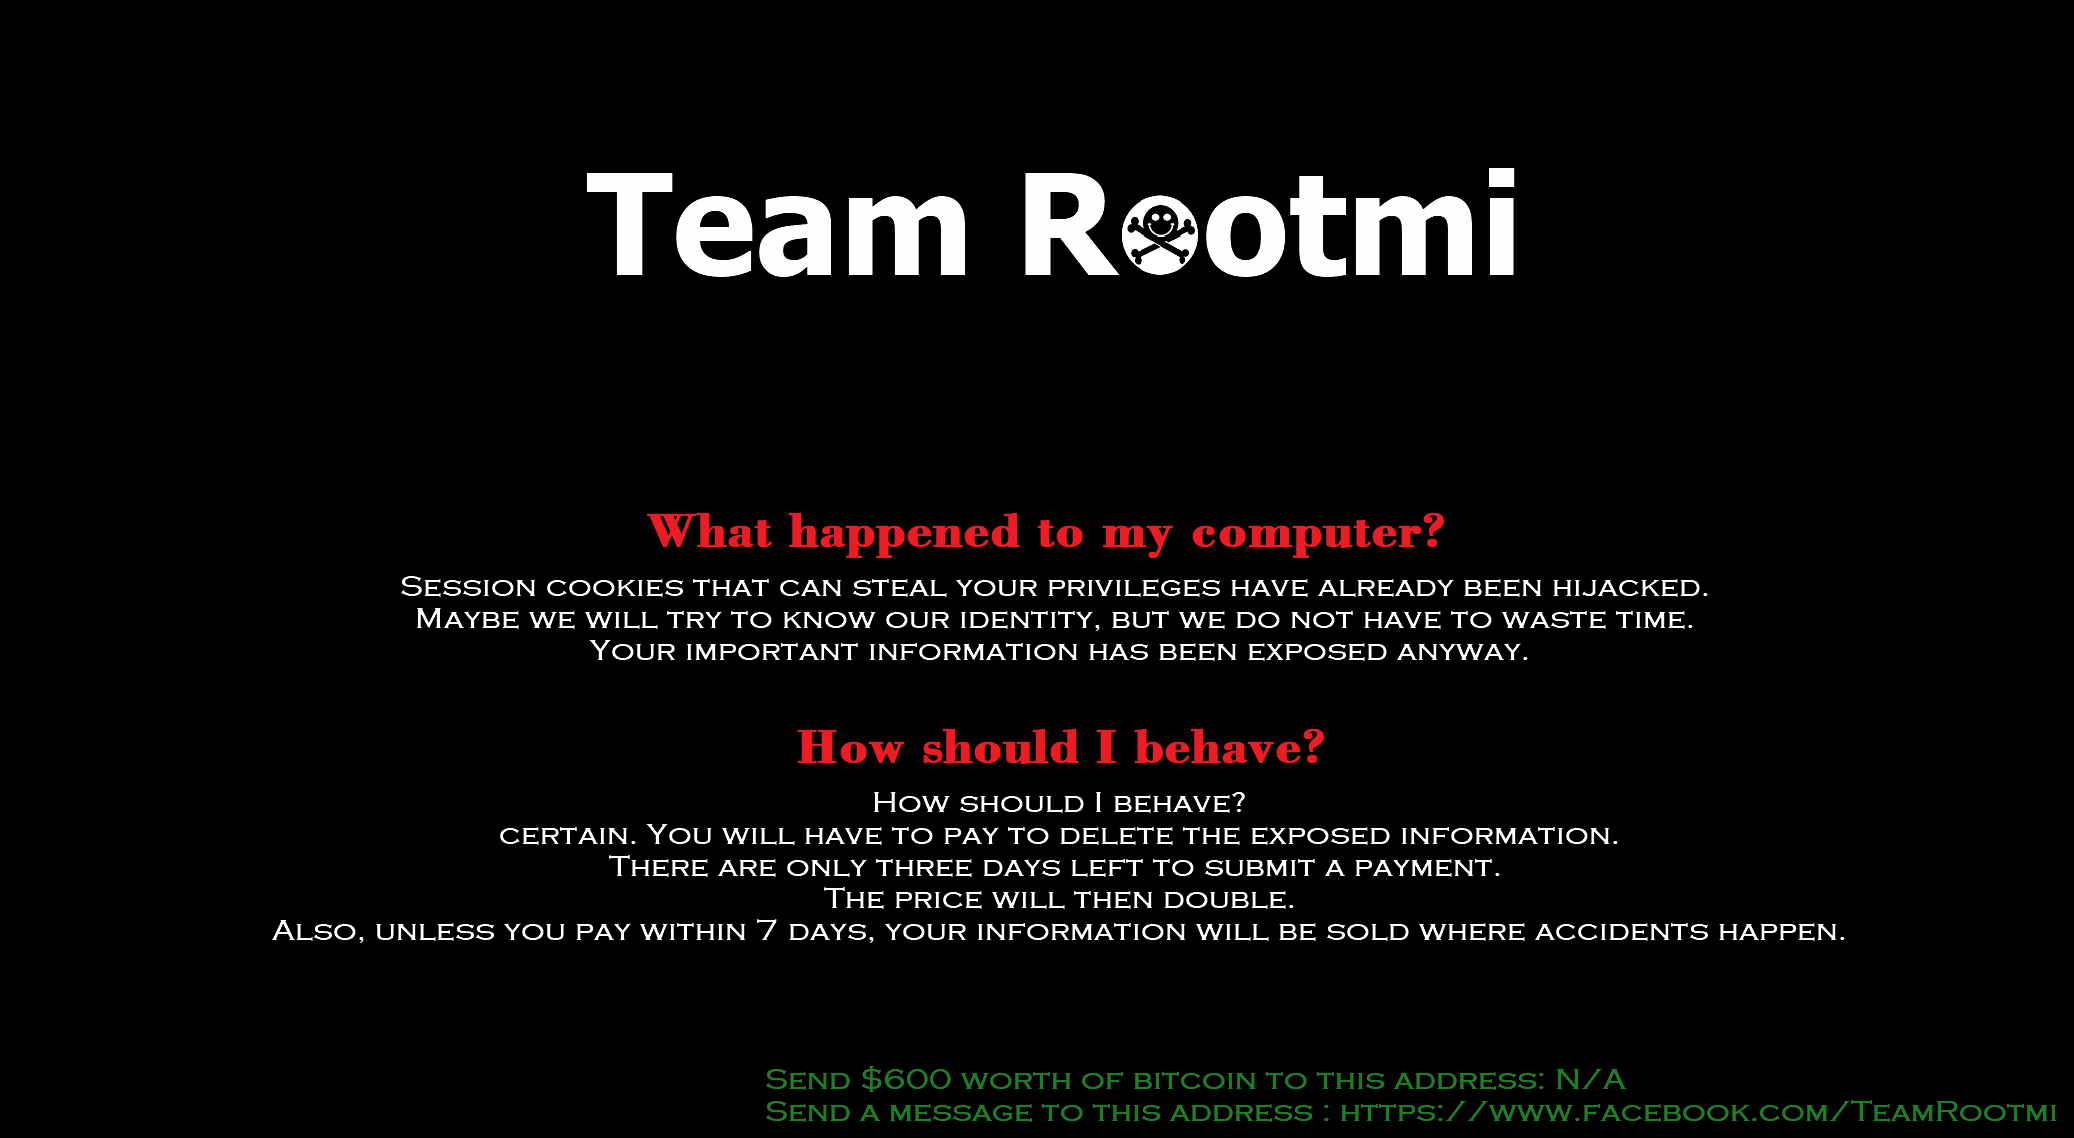 Team Rootmi
What happened to my computer?
Session cookies that can steal your privileges have already been hijacked.
Maybe we will try to know our identity, but we do not have to waste time.
Your important information has been exposed anyway.
How should I behave?
How should I behave?
certain. You will have to pay to delete the exposed information.
There are only three days left to submit a payment.
The price will then double.
Also, unless you pay within 7 days, your information will be sold where accidents happen.
Send $600 worth of bitcoin to this address: N/A
Send a message to this address : https://www.facebook.com/TeamRootmi